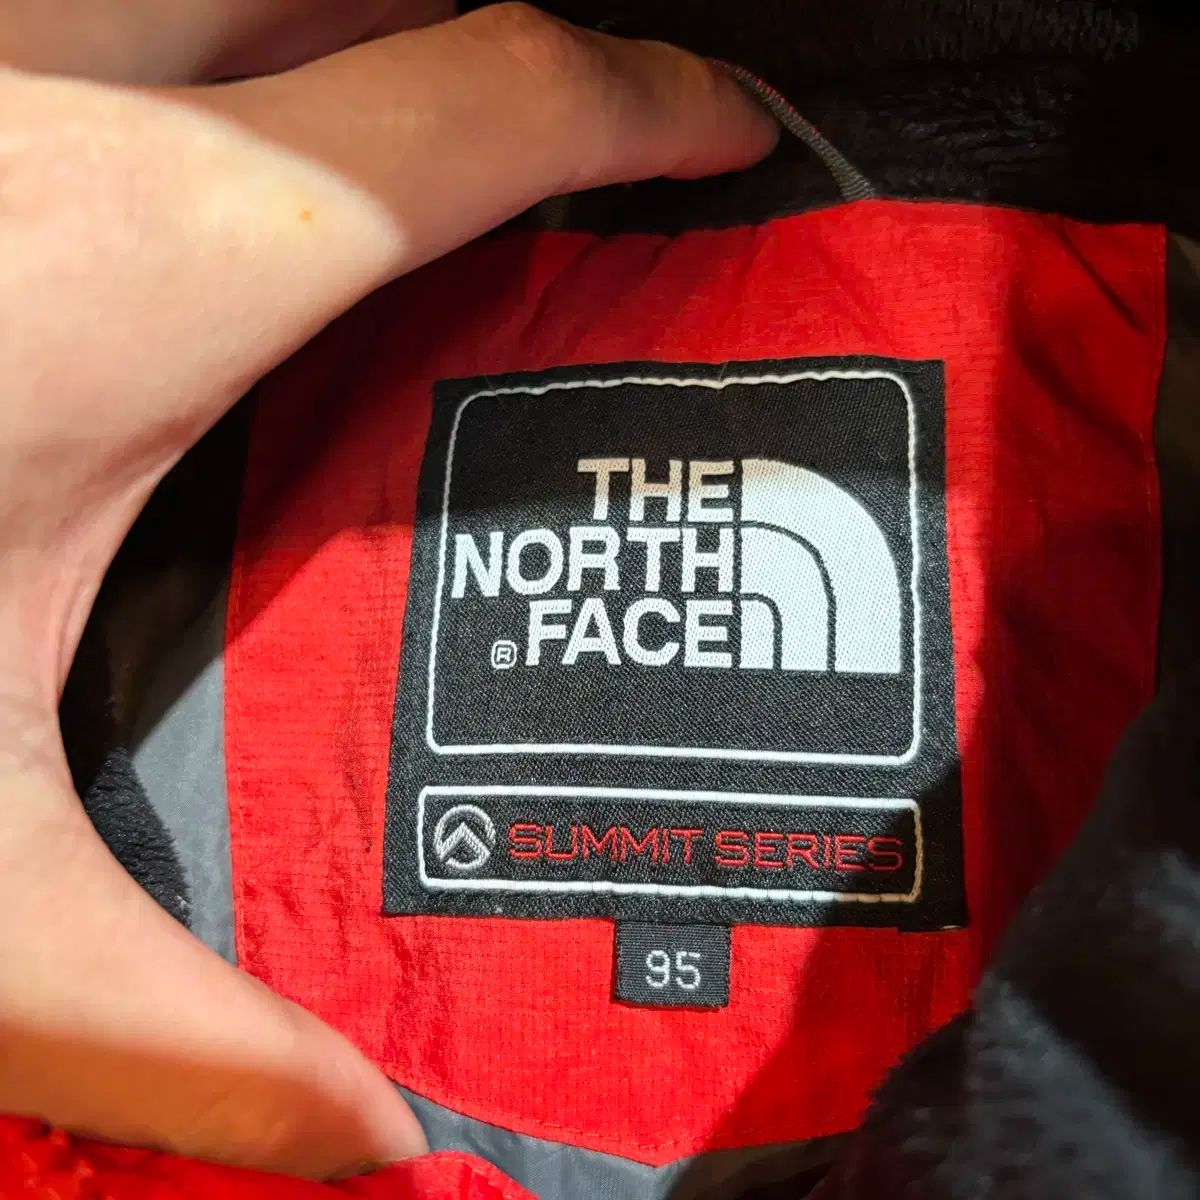 THE
NORTH
® FACE
SUMMIT SERIES
95